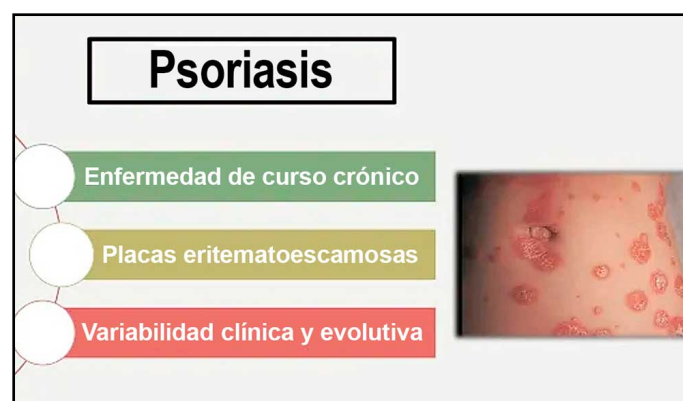 Psoriasis
Enfermedad de curso crónico
Placas eritematoescamosas
Variabilidad clínica y evolutiva